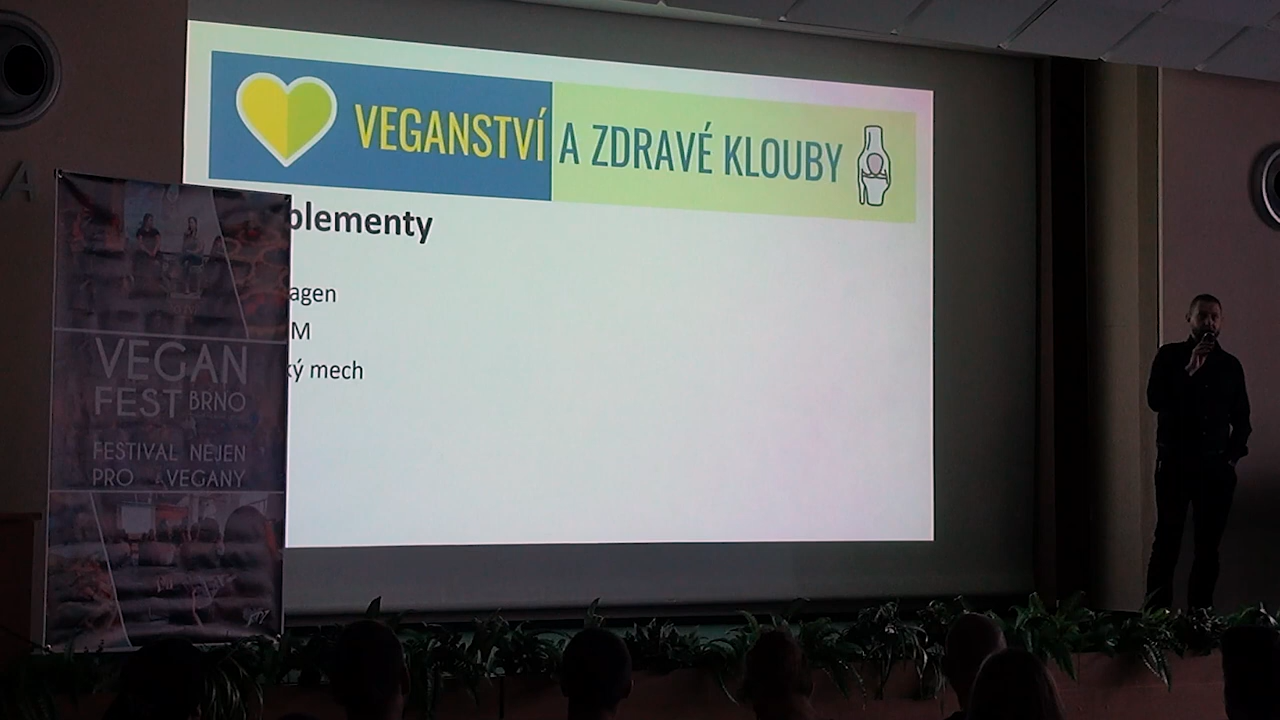 VEGANSTVÍ A ZDRAVÉ KLOUBY
plementy
agen
M
ký mech
VEGAN
FEST BRNO
FESTIVAL NEJEN
PRO VEGANY
A